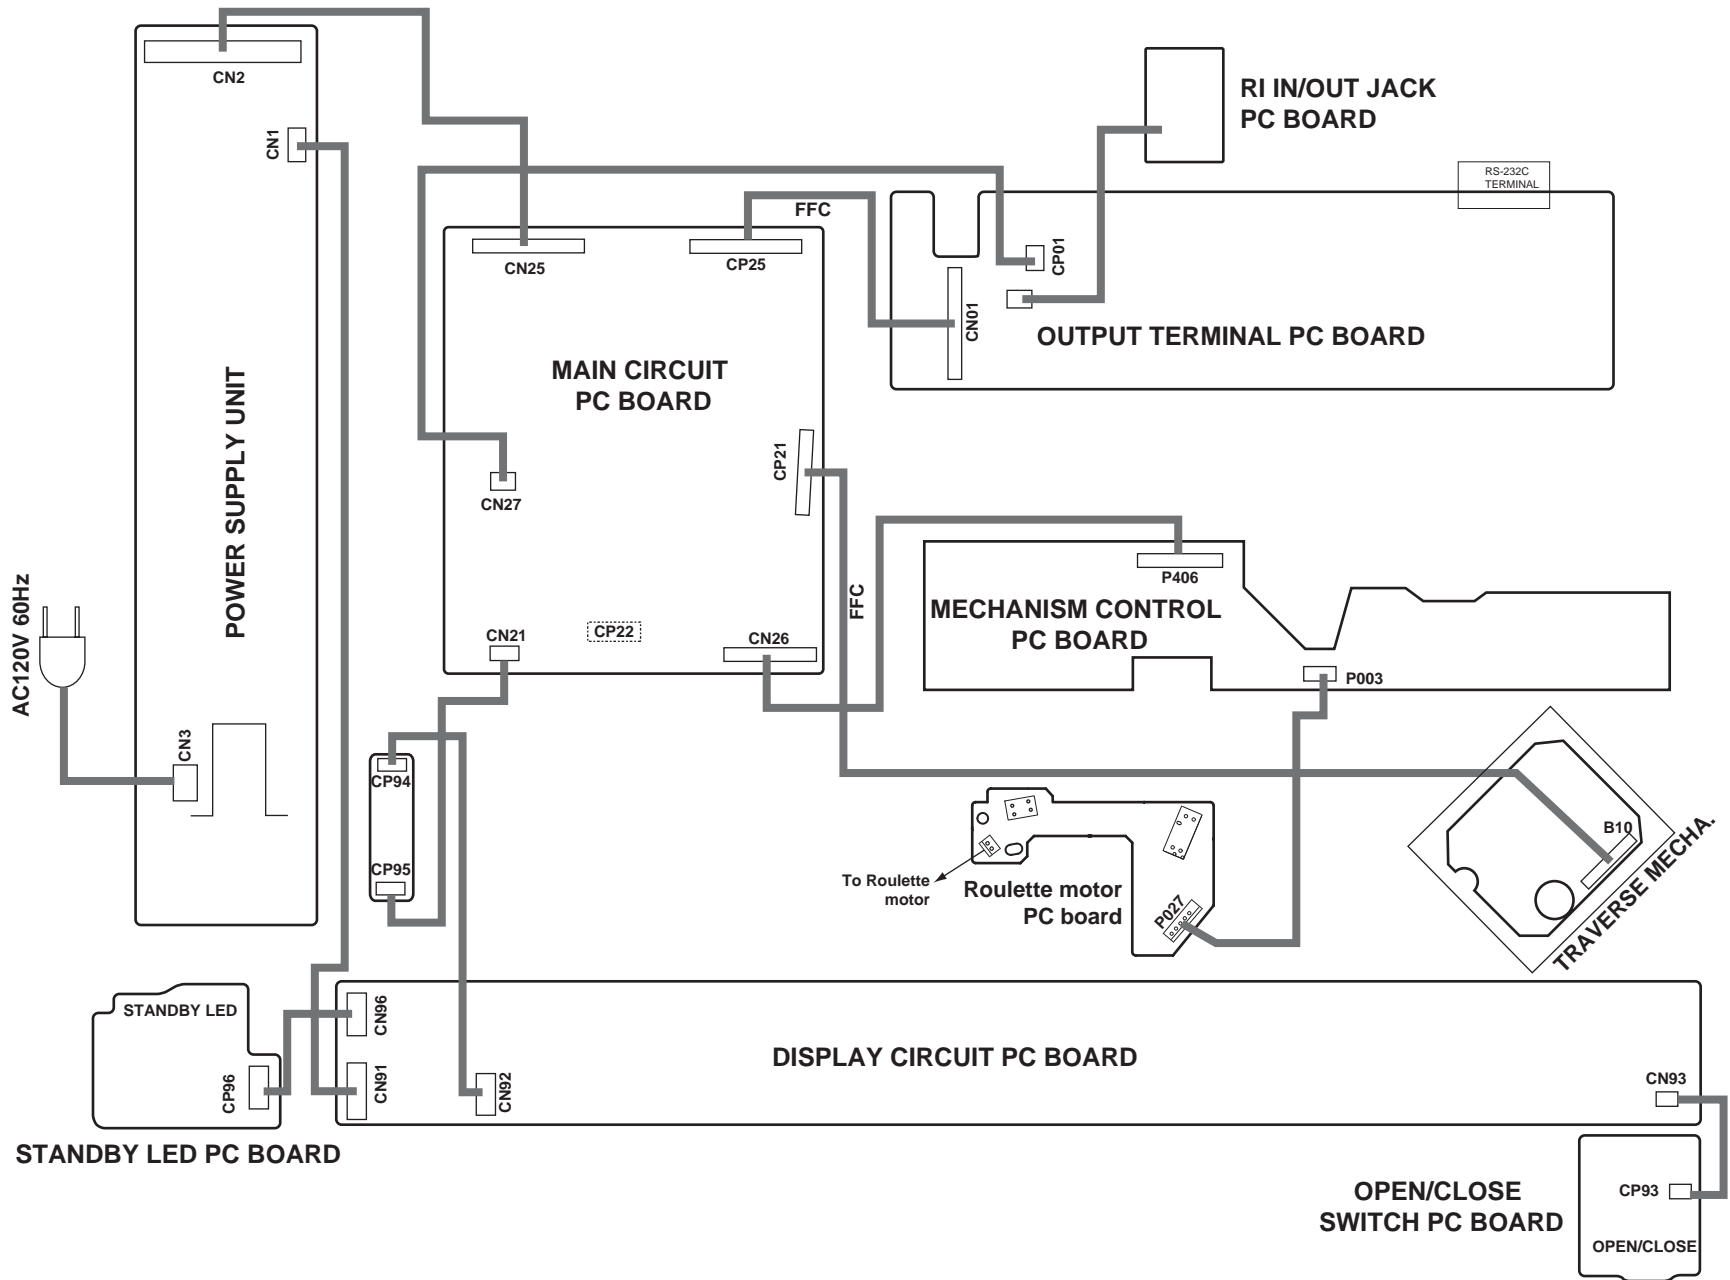 CN2
CN1
RI IN/OUT JACK
PC BOARD
RS-232C
TERMINAL
FFC
CN25
CP25
CP01
CN01
OUTPUT TERMINAL PC BOARD
MAIN CIRCUIT
PC BOARD
POWER SUPPLY UNIT
CP21
CN27
AC120V 60Hz
FFC
P406
MECHANISM CONTROL
PC BOARD
CN21
CP22
CN26
P003
CN3
CP94
CP95
B10
TRAVERSE MECHA.
To Roulette
motor
Roulette motor
PC board
P027
STANDBY LED
CN96
CP96
CN91
CN92
DISPLAY CIRCUIT PC BOARD
CN93
STANDBY LED PC BOARD
OPEN/CLOSE
SWITCH PC BOARD
CP93
OPEN/CLOSE